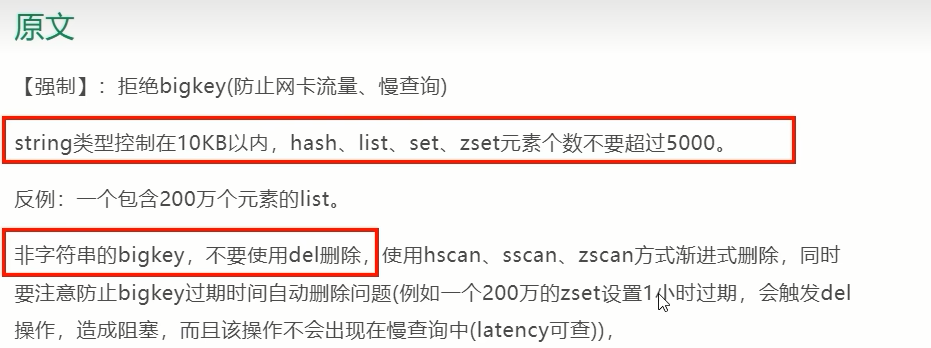 原文
【强制】：拒绝bigkey(防止网卡流量、慢查询)
string类型控制在10KB以内，hash、list、set、zset元素个数不要超过5000。
反例：一个包含200万个元素的list。
非字符串的bigkey，不要使用del删除，使用hscan、sscan、zscan方式渐进式删除，同时
要注意防止bigkey过期时间自动删除问题(例如一个200万的zset设置1小时过期，会触发del
操作，造成阻塞，而且该操作不会出现在慢查询中(latency可查))，